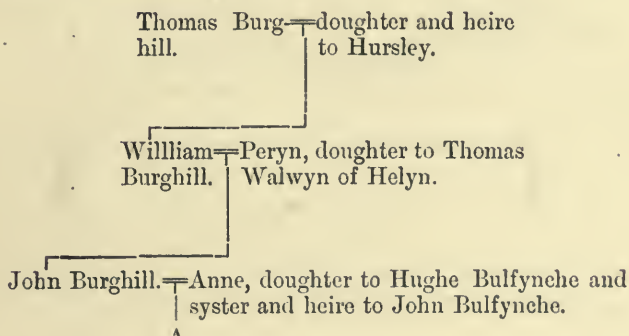 Thomas Burg=doughter and heire
hill. to Hursley.
Willliam=Peryn, doughter to Thomas
Burghill. Walwyn of Helyn.
John Burghill.=Anne, doughter to Hughe Bulfynche and
syster and heire to John Bulfynche.
A